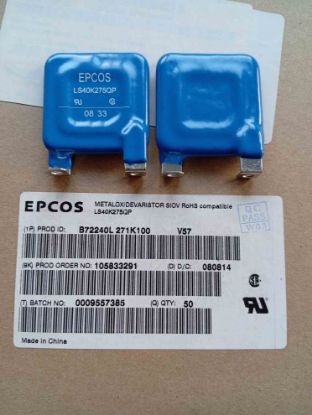 EPCOS
LS40K275QP
08 33
EPCOS
METALOXIDEVARISTOR SIOV RoHS compatible
LS40K275QP
(1P) PROD ID: B72240L 271K100 V57
(9K) PROD ORDER NO: 105833291 (D) D/C: 080814
(T) BATCH NO: 0009557385 (Q) QTY: 50
Made in China
QC
PASS